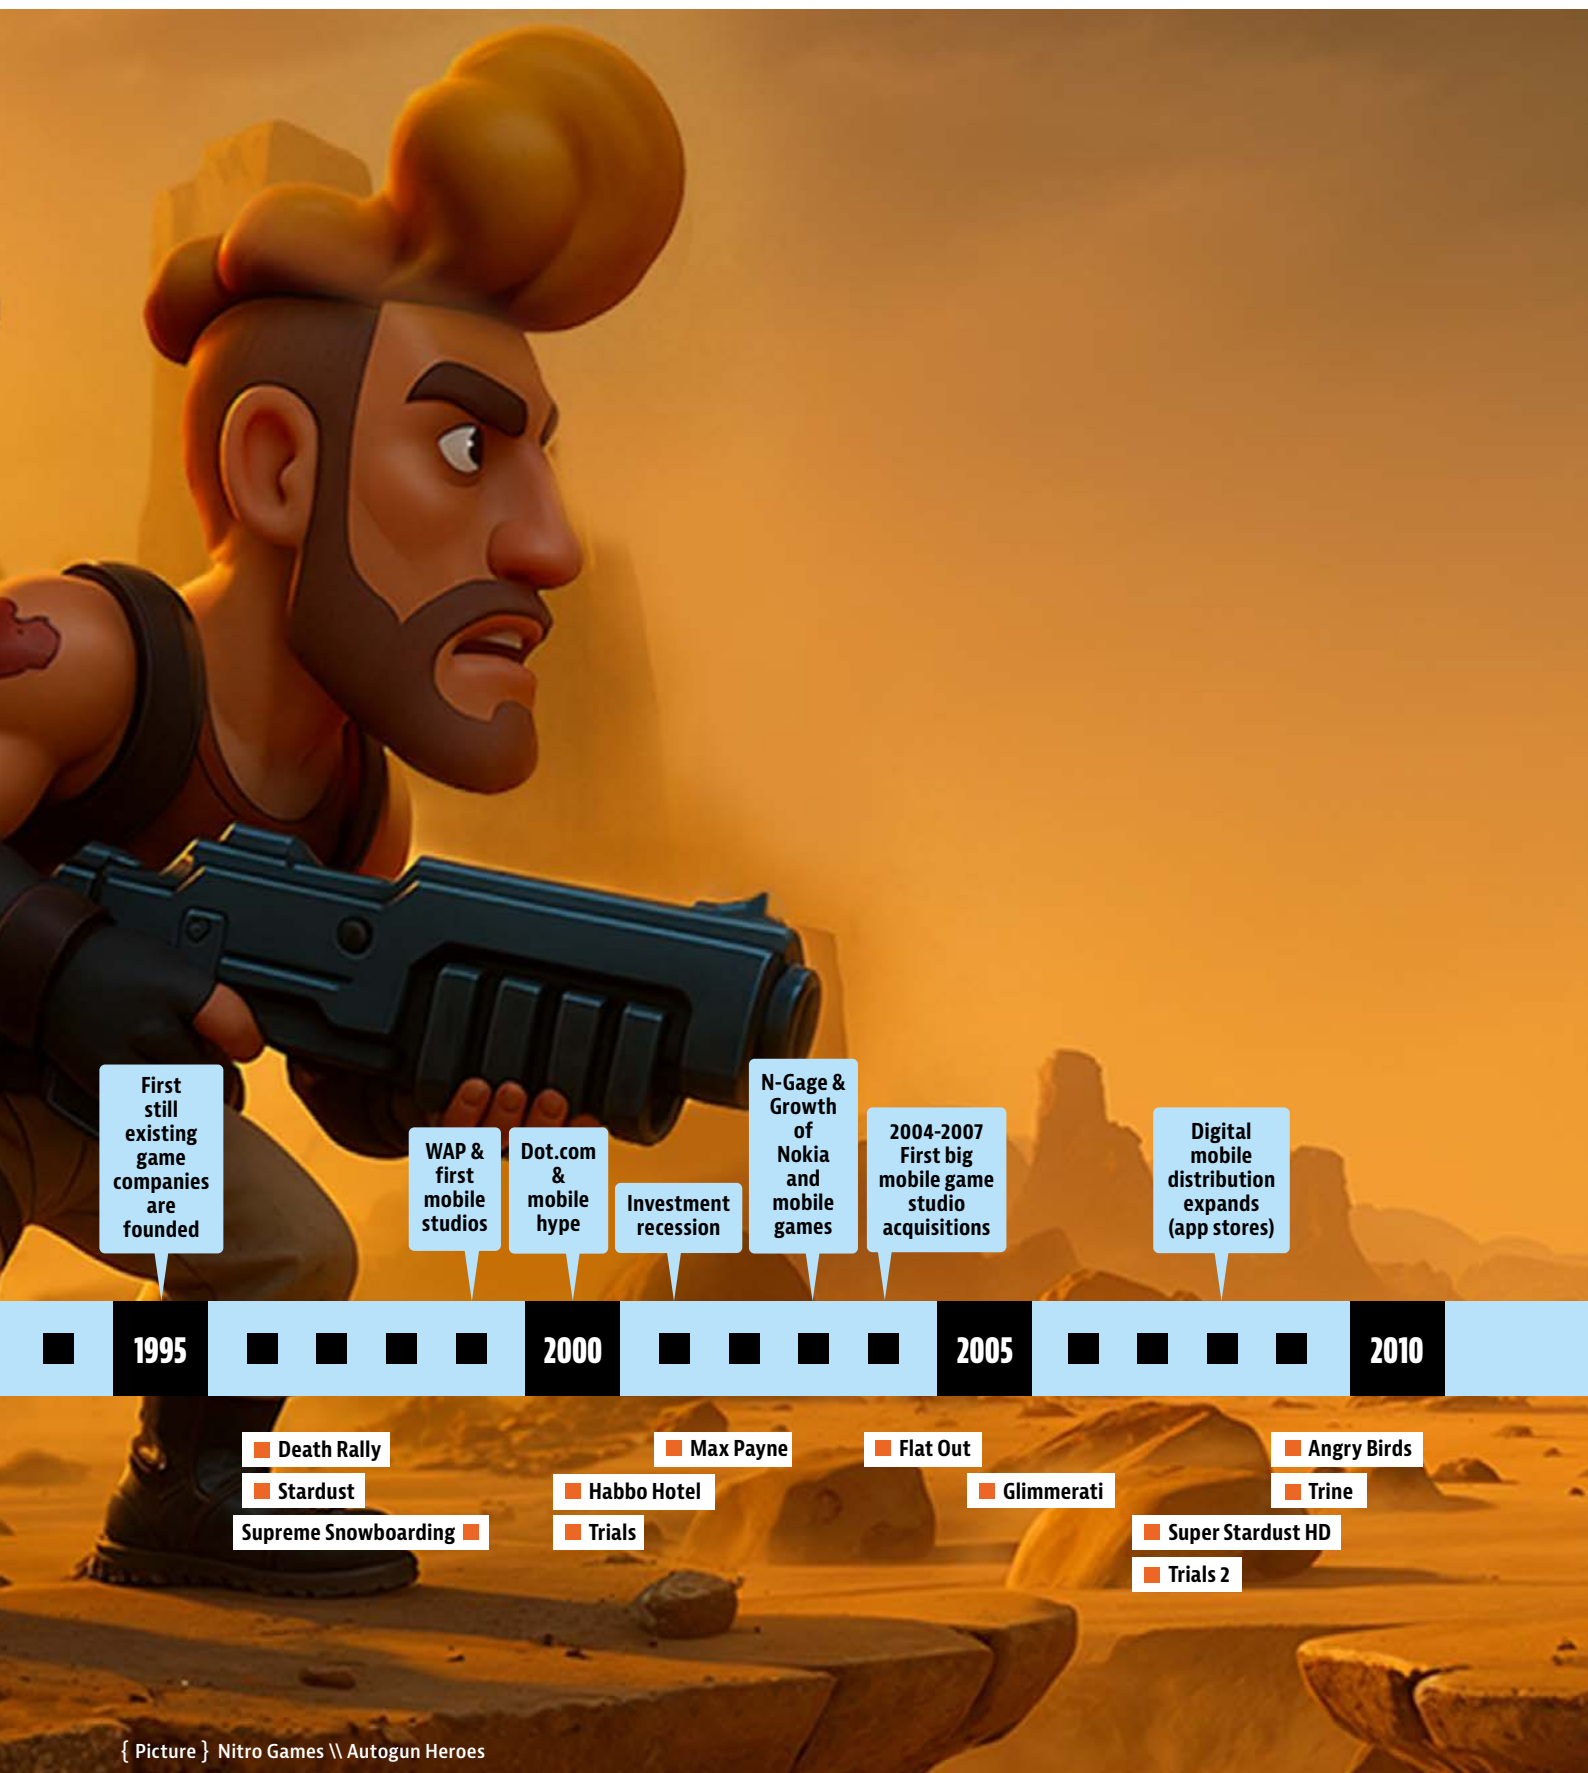 First
still
existing
game
companies
are
founded
WAP &
first
mobile
studios
Dot.com
&
mobile
hype
Investment
recession
N-Gage &
Growth
of
Nokia
and
mobile
games
2004-2007
First big
mobile game
studio
acquisitions
Digital
mobile
distribution
expands
(app stores)
1995
2000
2005
2010
Death Rally
Stardust
Supreme Snowboarding
Habbo Hotel
Trials
Max Payne
Flat Out
Glimmerati
Super Stardust HD
Trials 2
Angry Birds
Trine
{ Picture } Nitro Games \\ Autogun Heroes